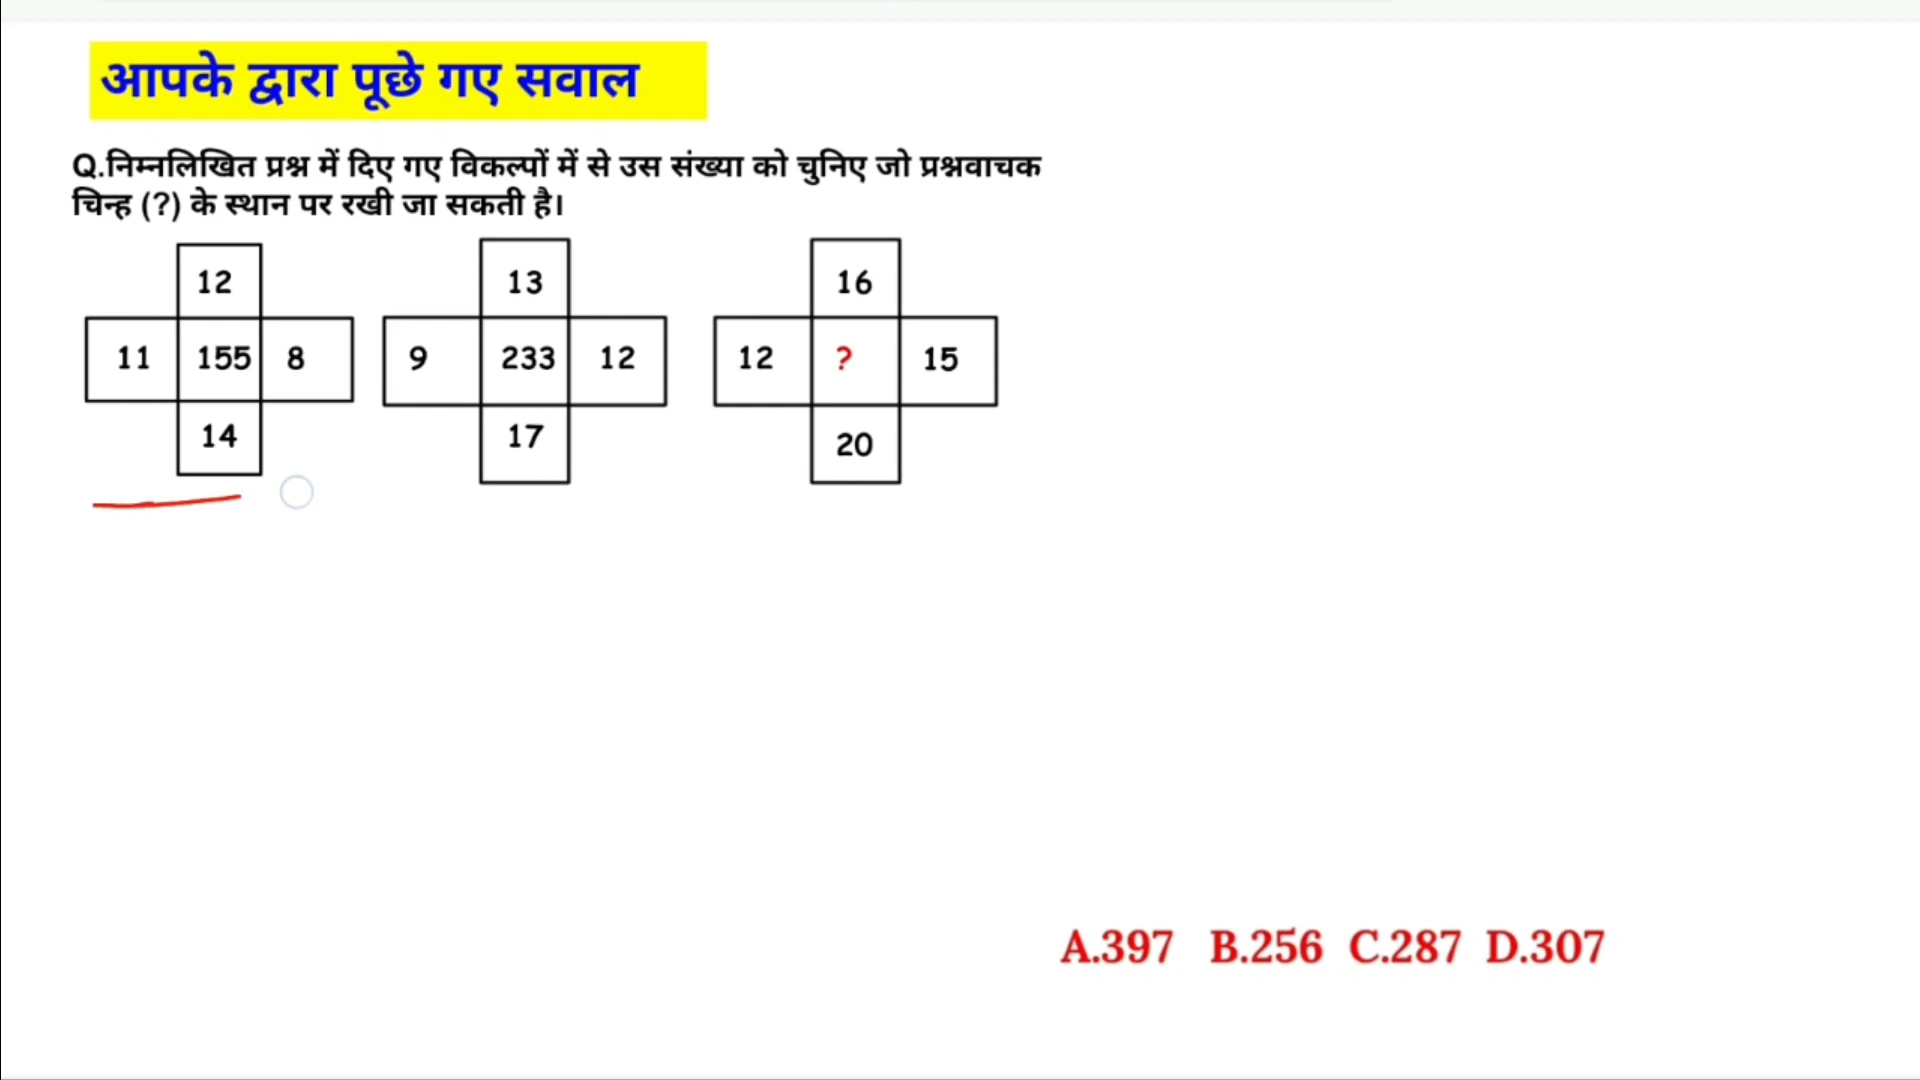 आपके द्वारा पूछे गए सवाल
Q.निम्नलिखित प्रश्न में दिए गए विकल्पों में से उस संख्या को चुनिए जो प्रश्नवाचक
चिन्ह (?) के स्थान पर रखी जा सकती है।
12 13 16
11 155 8 9 233 12 12 ? 15
14 17 20
A.397 B.256 C.287 D.307